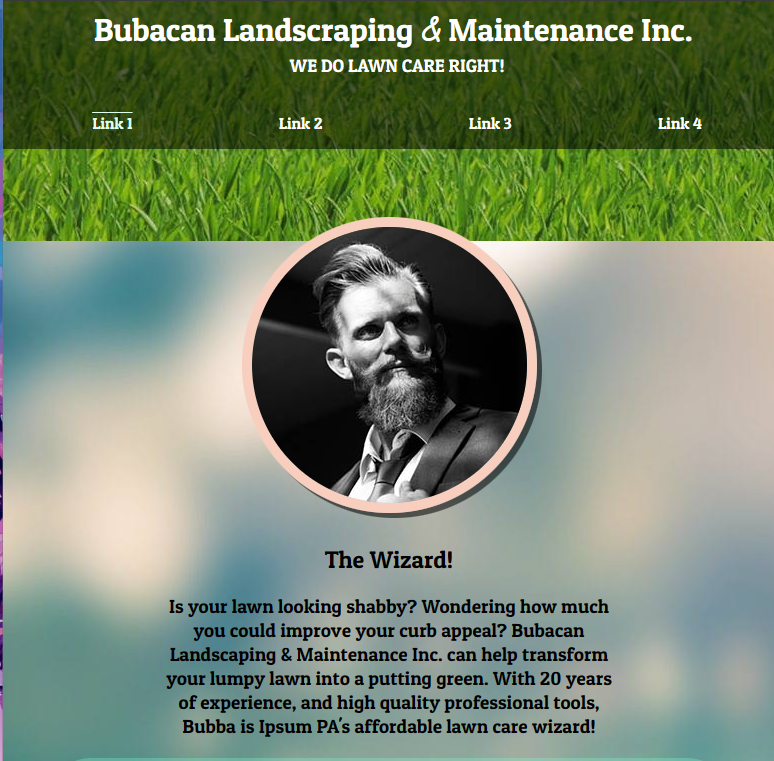 Bubacan Landscraping & Maintenance Inc.
WE DO LAWN CARE RIGHT!
Link 1 Link 2 Link 3 Link 4
The Wizard!
Is your lawn looking shabby? Wondering how much
you could improve your curb appeal? Bubacan
Landscaping & Maintenance Inc. can help transform
your lumpy lawn into a putting green. With 20 years
of experience, and high quality professional tools,
Bubba is Ipsum PA's affordable lawn care wizard!